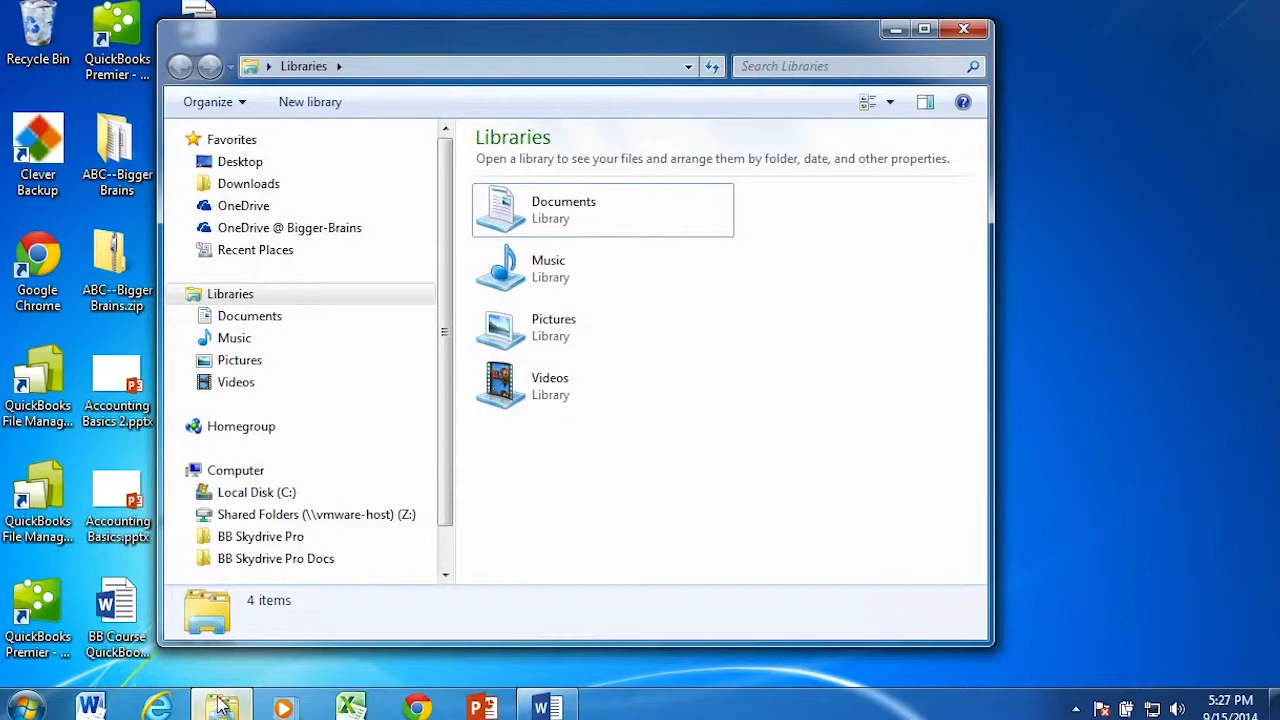 Recycle Bin
QuickBooks
Premier - ...
Clever
Backup
ABC--Bigger
Brains
Google
Chrome
ABC--Bigger
Brains.zip
QuickBooks
File Manag...
Accounting
Basics 2.pptx
QuickBooks
File Manag...
Accounting
Basics.pptx
QuickBooks
Premier - ...
BB Course
QuickBoo...
Libraries
Search Libraries
Organize
New library
Favorites
Desktop
Downloads
OneDrive
OneDrive @ Bigger-Brains
Recent Places
Libraries
Documents
Music
Pictures
Videos
Homegroup
Computer
Local Disk (C:)
Shared Folders (\\vmware-host) (Z:)
BB Skydrive Pro
BB Skydrive Pro Docs
Libraries
Open a library to see your files and arrange them by folder, date, and other properties.
Documents
Library
Music
Library
Pictures
Library
Videos
Library
4 items
5:27 PM
9/15/2014